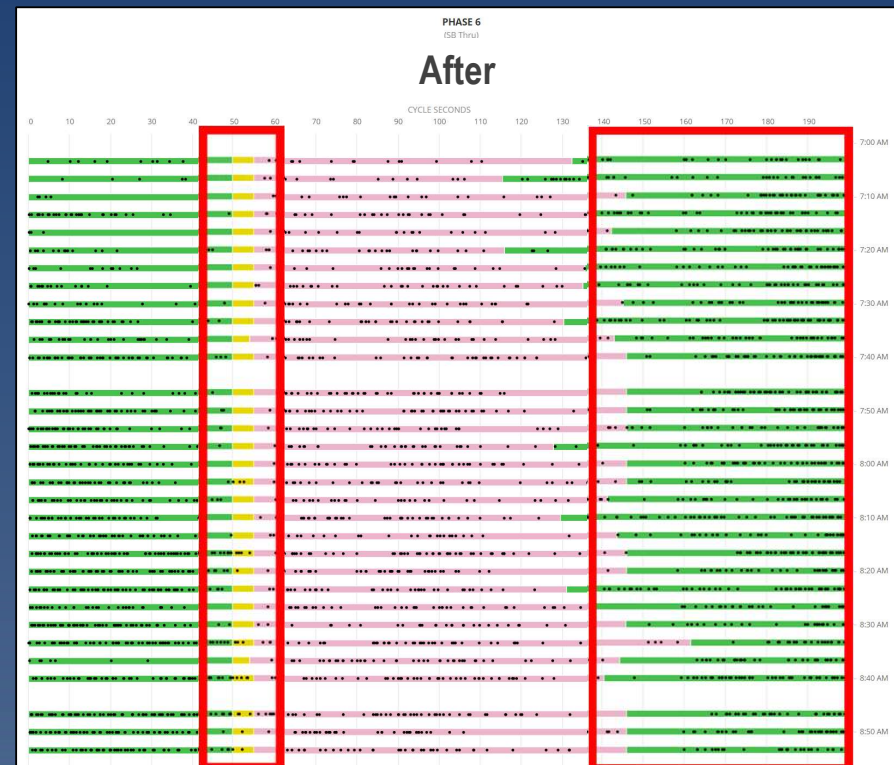 PHASE 6
(SB Thru)
After
CYCLE SECONDS
0 10 20 30 40 50 60 70 80 90 100 110 120 130 140 150 160 170 180 190
7:00 AM
7:10 AM
7:20 AM
7:30 AM
7:40 AM
7:50 AM
8:00 AM
8:10 AM
8:20 AM
8:30 AM
8:40 AM
8:50 AM